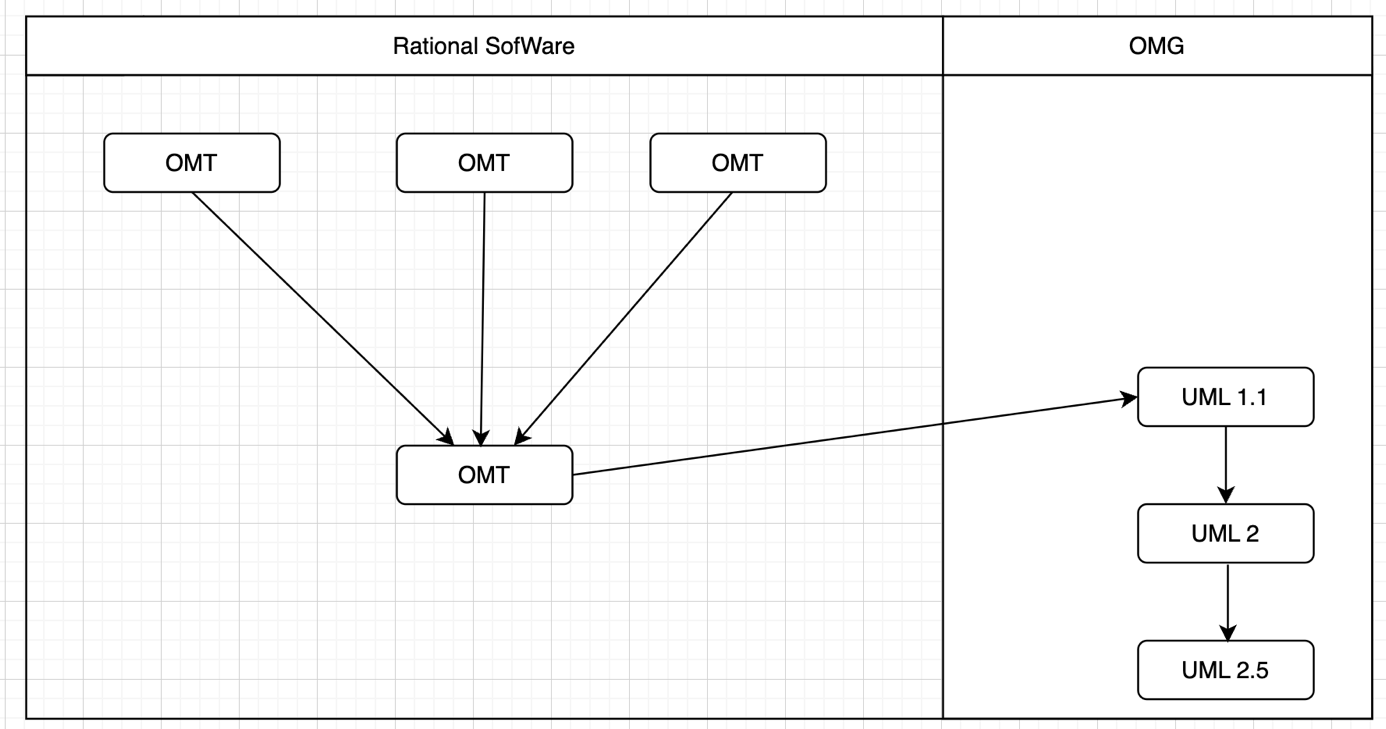 Rational SofWare
OMG
OMT
OMT
OMT
UML 1.1
OMT
UML 2
UML 2.5